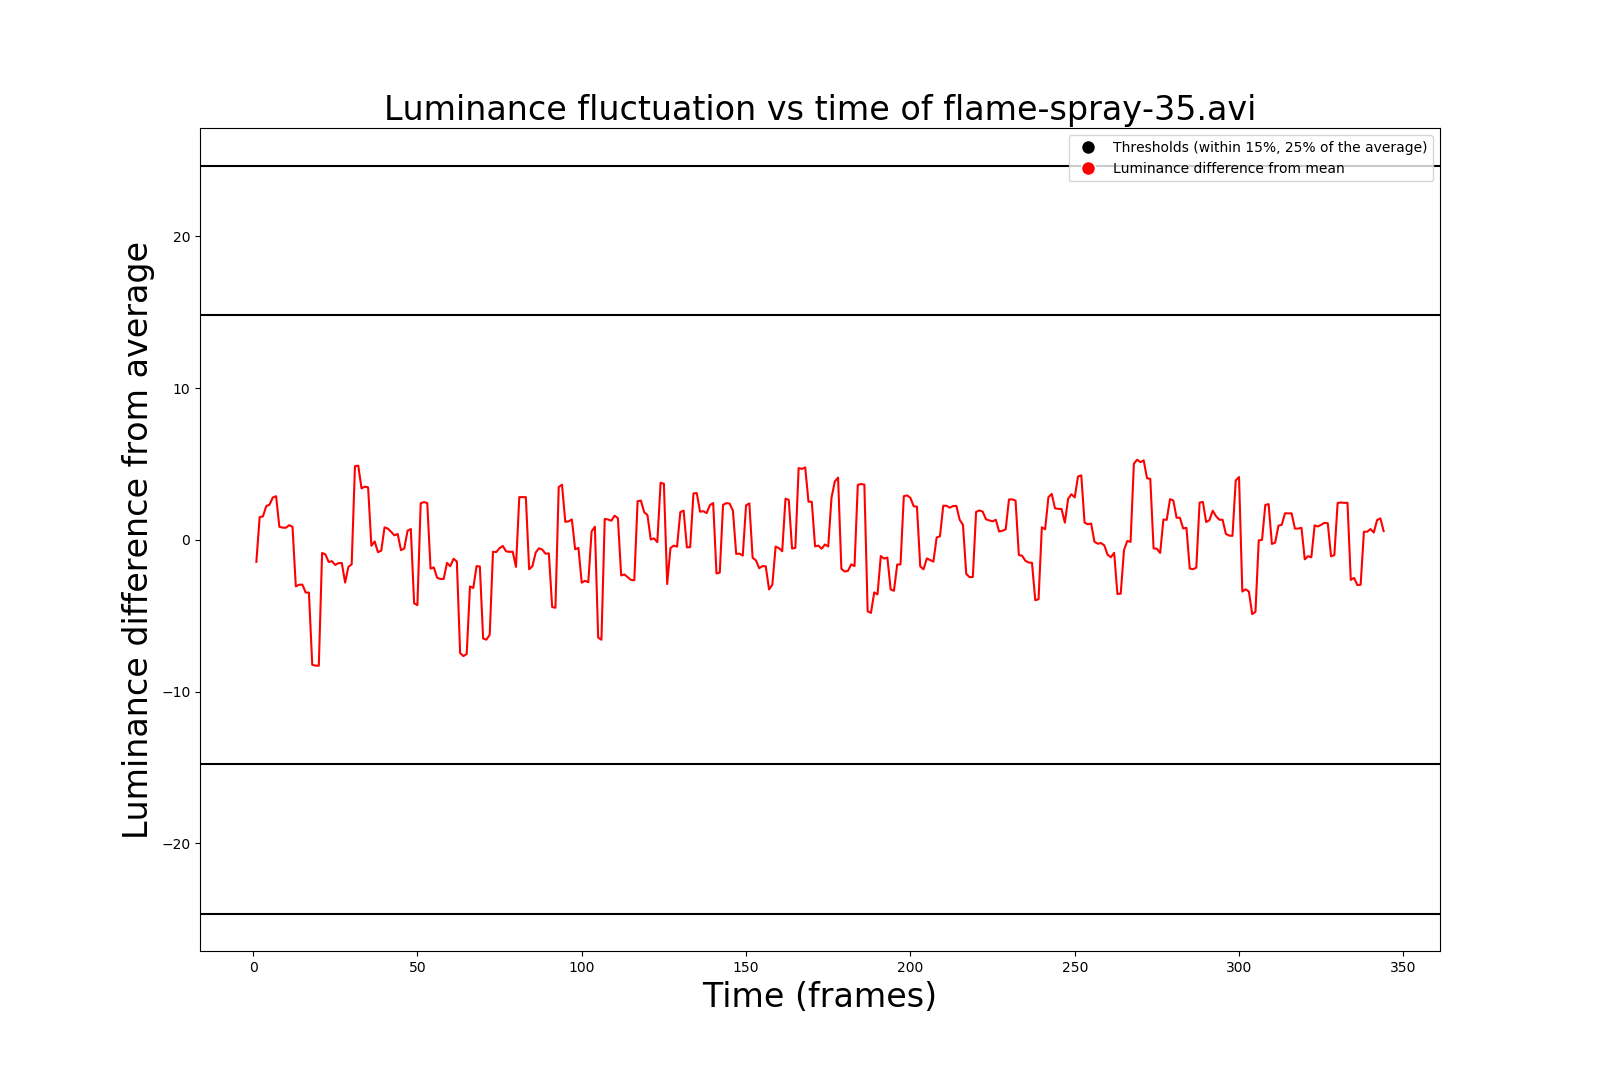 Luminance fluctuation vs time of flame-spray-35.avi
Thresholds (within 15%, 25% of the average)
Luminance difference from mean
Luminance difference from average
20
10
0
−10
−20
0 50 100 150 200 250 300 350
Time (frames)